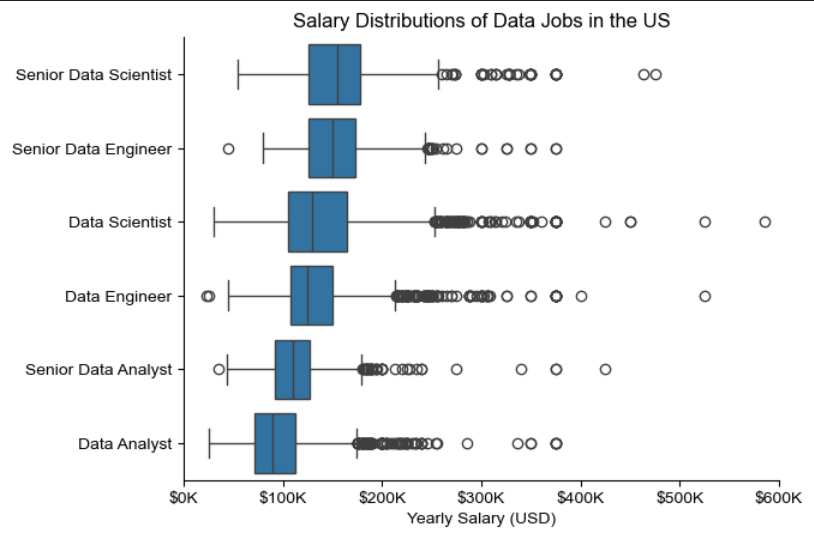 Salary Distributions of Data Jobs in the US
Senior Data Scientist
Senior Data Engineer
Data Scientist
Data Engineer
Senior Data Analyst
Data Analyst
$0K $100K $200K $300K $400K $500K $600K
Yearly Salary (USD)